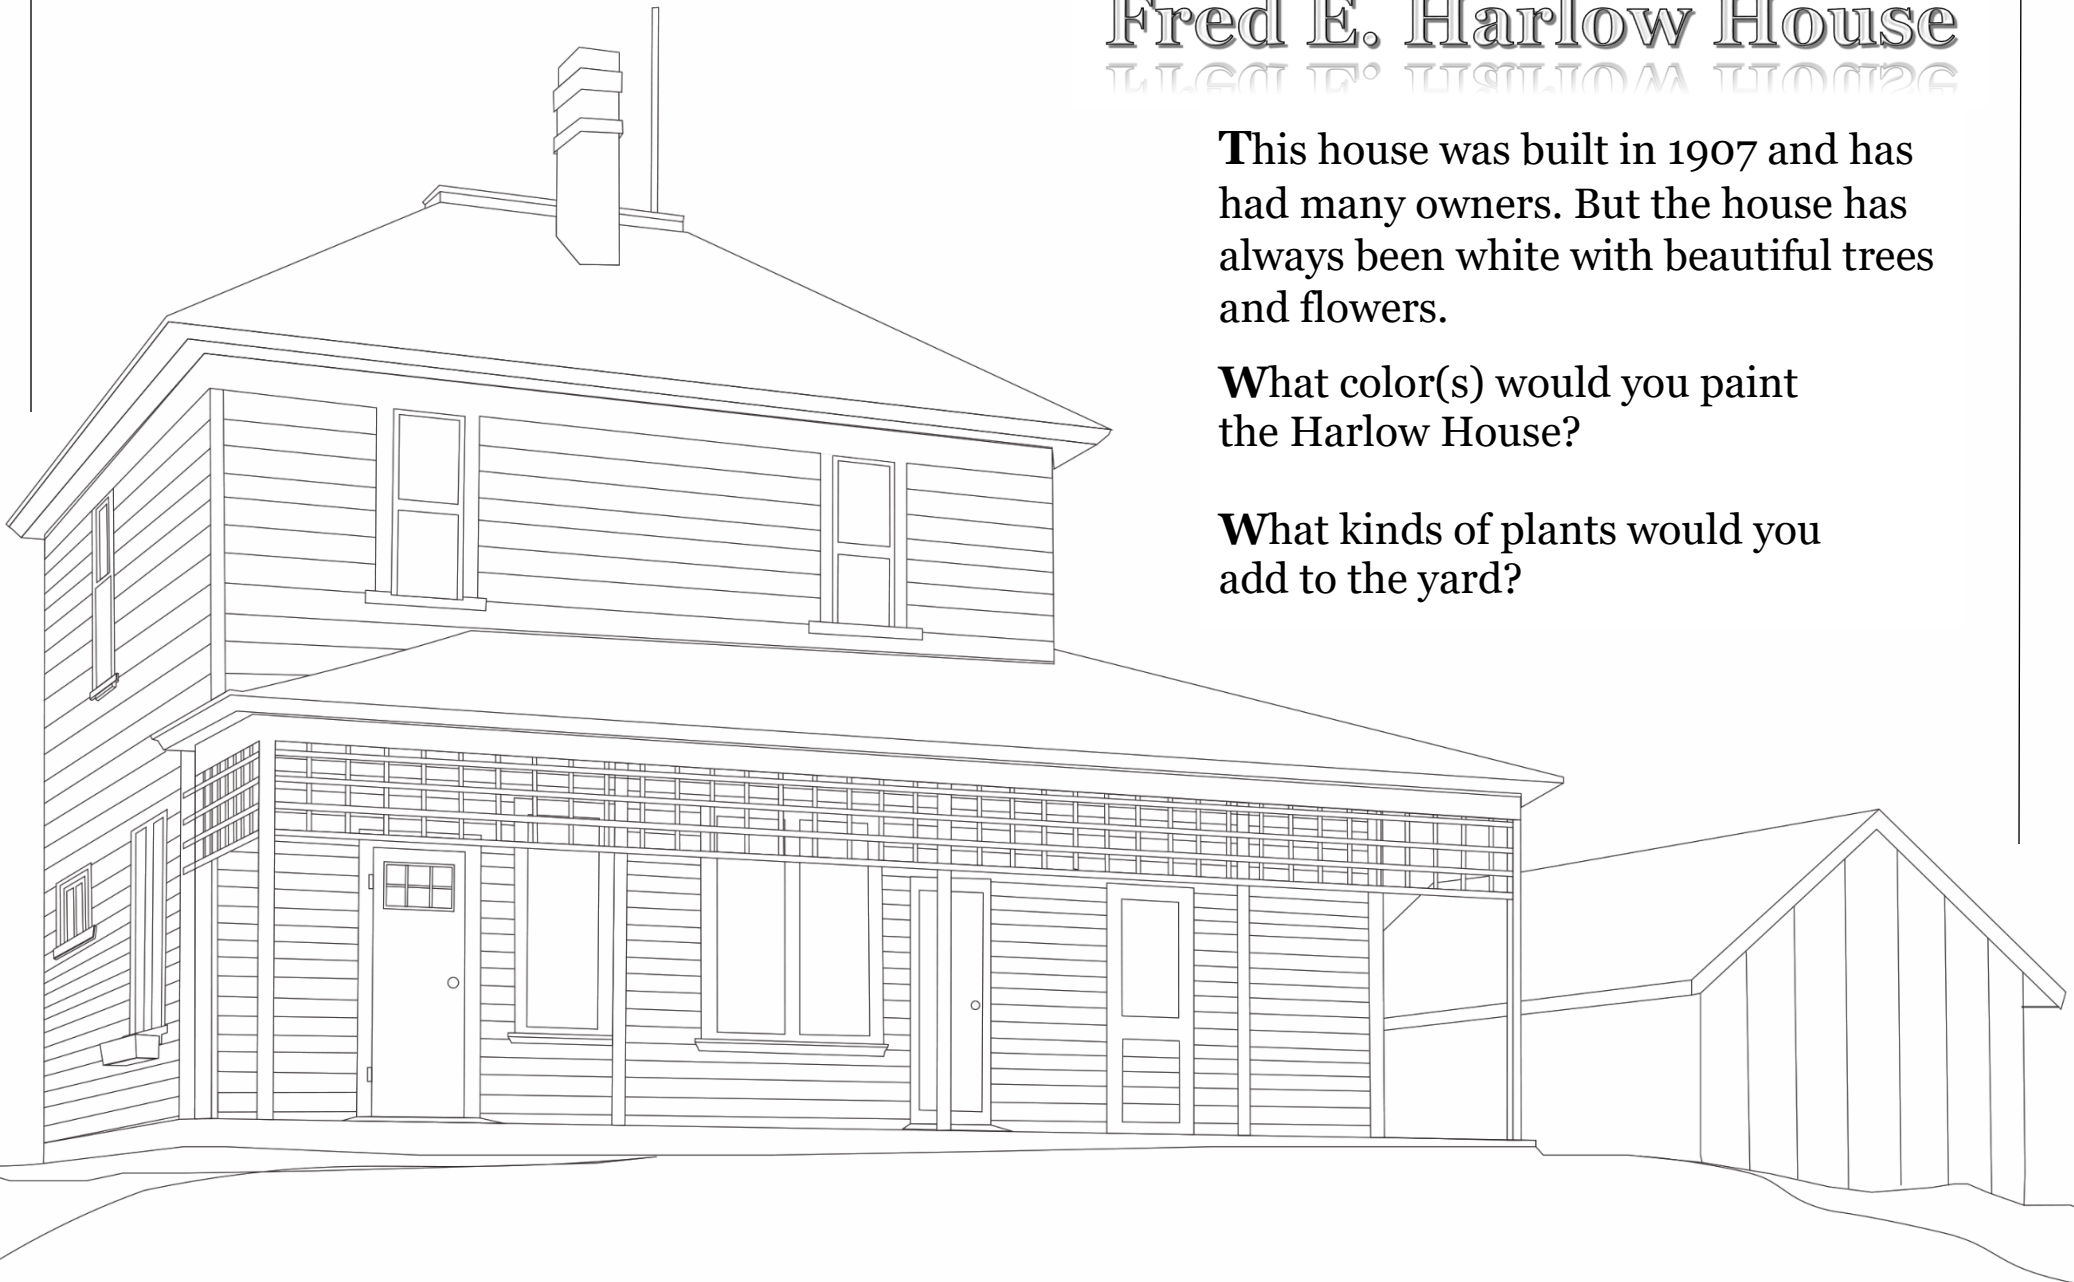 Fred E. Harlow House
This house was built in 1907 and has
had many owners. But the house has
always been white with beautiful trees
and flowers.
What color(s) would you paint
the Harlow House?
What kinds of plants would you
add to the yard?